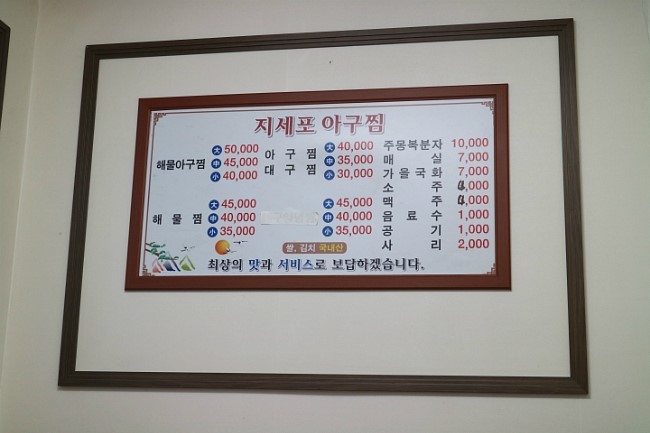 지세포 아구찜
해물아구찜 大 50,000
中 45,000
小 40,000
아구찜
대구찜
大 40,000
中 35,000
小 30,000
해물찜 大 45,000
中 40,000
小 35,000
大 45,000
中 40,000
小 35,000
주몽복분자 10,000
매실 7,000
가을국화 7,000
소주 4,000
맥주 4,000
음료수 1,000
공기 1,000
사리 2,000
쌀, 김치 국내산
최상의 맛과 서비스로 보답하겠습니다.